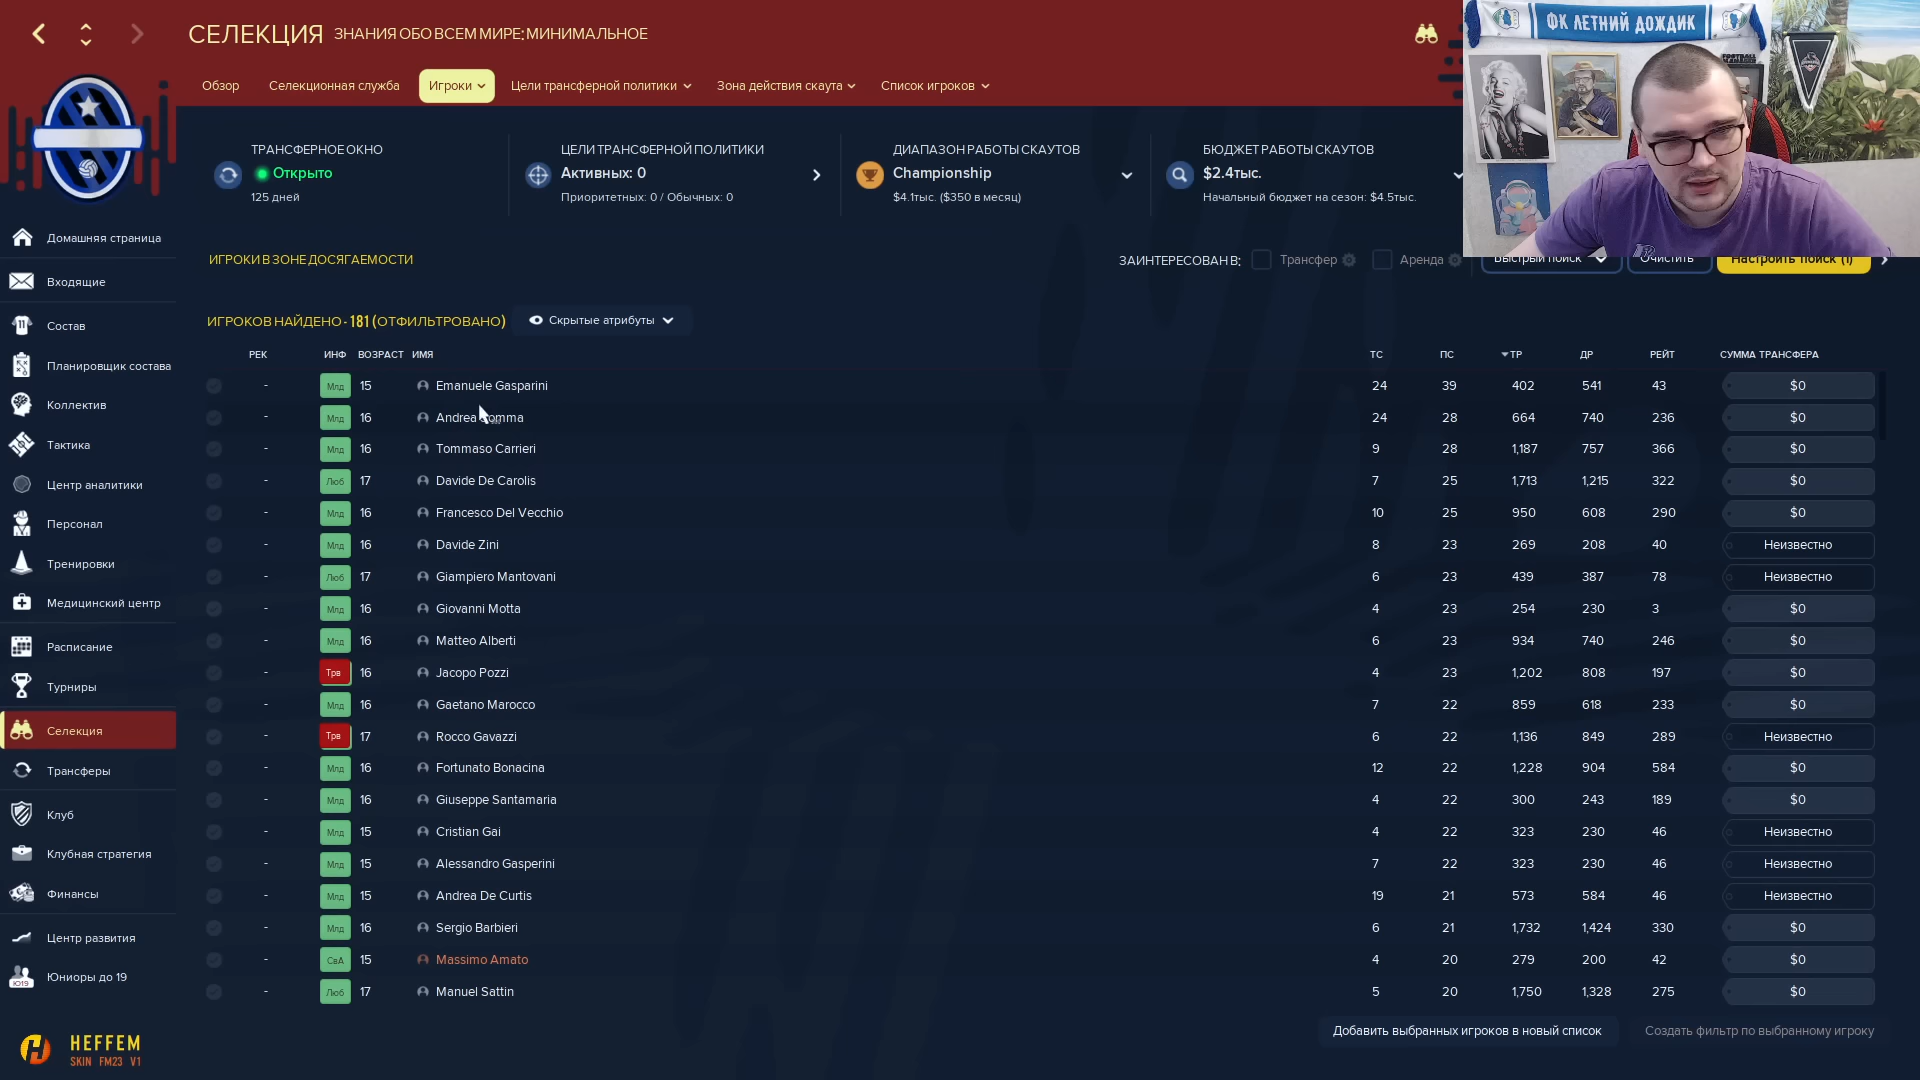 СЕЛЕКЦИЯ ЗНАНИЯ ОБО ВСЕМ МИРЕ: МИНИМАЛЬНОЕ
ФК ЛЕТНИЙ ДОЖДИК
Обзор Селекционная служба Игроки Цели трансферной политики Зона действия скаута Список игроков
ТРАНСФЕРНОЕ ОКНО
Открыто
125 дней
ЦЕЛИ ТРАНСФЕРНОЙ ПОЛИТИКИ
Активных: 0
Приоритетных: 0 / Обычных: 0
ДИАПАЗОН РАБОТЫ СКАУТОВ
Championship
$4.1тыс. ($350 в месяц)
БЮДЖЕТ РАБОТЫ СКАУТОВ
$2.4тыс.
Начальный бюджет на сезон: $4.5тыс.
Домашняя страница
Входящие
Состав
Планировщик состава
Коллектив
Тактика
Центр аналитики
Персонал
Тренировки
Медицинский центр
Расписание
Турниры
Селекция
Трансферы
Клуб
Клубная стратегия
Финансы
Центр развития
Юниоры до 19
HEFFEM
SKIN FM23 V1
ИГРОКИ В ЗОНЕ ДОСЯГАЕМОСТИ
ЗАИНТЕРЕСОВАН В: Трансфер Аренда Быстрый поиск Очистить Настроить поиск (1)
ИГРОКОВ НАЙДЕНО - 181 (ОТФИЛЬТРОВАНО) Скрытые атрибуты
РЕК ИНФ ВОЗРАСТ ИМЯ ТС ПС ТР ДР РЕЙТ СУММА ТРАНСФЕРА
- Млд 15 Emanuele Gasparini 24 39 402 541 43 $0
- Млд 16 Andrea 24 28 664 740 236 $0
- Млд 16 Tommaso Carrieri 9 28 1,187 757 366 $0
- Люб 17 Davide De Carolis 7 25 1,713 1,215 322 $0
- Млд 16 Francesco Del Vecchio 10 25 950 608 290 $0
- Млд 16 Davide Zini 8 23 269 208 40 Неизвестно
- Люб 17 Giampiero Mantovani 6 23 439 387 78 Неизвестно
- Млд 16 Giovanni Motta 4 23 254 230 3 $0
- Млд 16 Matteo Alberti 6 23 934 740 246 $0
- Трв 16 Jacopo Pozzi 4 23 1,202 808 197 $0
- Млд 16 Gaetano Marocco 7 22 859 618 233 $0
- Трв 17 Rocco Gavazzi 6 22 1,136 849 289 Неизвестно
- Млд 16 Fortunato Bonacina 12 22 1,228 904 584 $0
- Млд 16 Giuseppe Santamaria 4 22 300 243 189 $0
- Млд 15 Cristian Gai 4 22 323 230 46 Неизвестно
- Млд 15 Alessandro Gasperini 7 22 323 230 46 Неизвестно
- Млд 15 Andrea De Curtis 19 21 573 584 46 Неизвестно
- Млд 16 Sergio Barbieri 6 21 1,732 1,424 330 $0
- СвА 15 Massimo Amato 4 20 279 200 42 $0
- Люб 17 Manuel Sattin 5 20 1,750 1,328 275 $0
Добавить выбранных игроков в новый список Создать фильтр по выбранному игроку